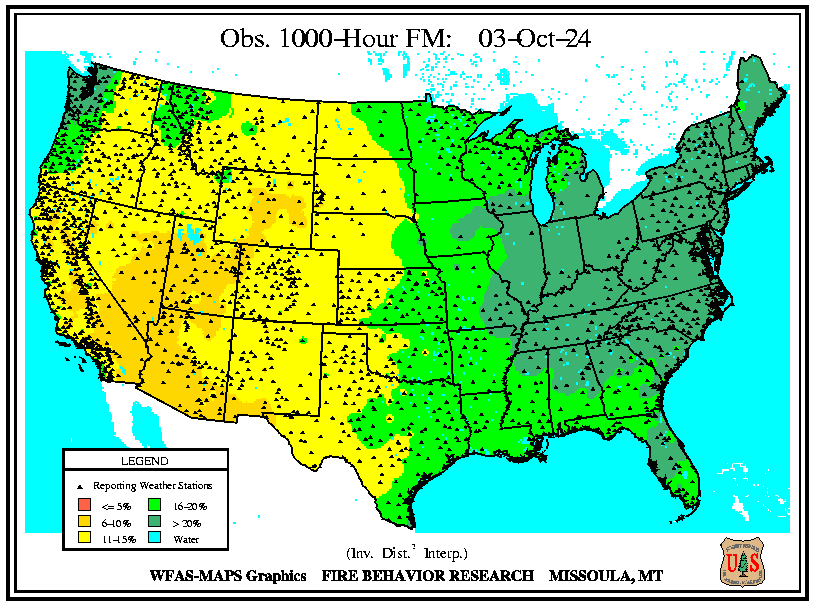 Obs. 1000-Hour FM: 03-Oct-24
LEGEND
Reporting Weather Stations
<= 5% 16-20%
6-10% > 20%
11-15% Water
(Inv. Dist.² Interp.)
WFAS-MAPS Graphics FIRE BEHAVIOR RESEARCH MISSOULA, MT
US